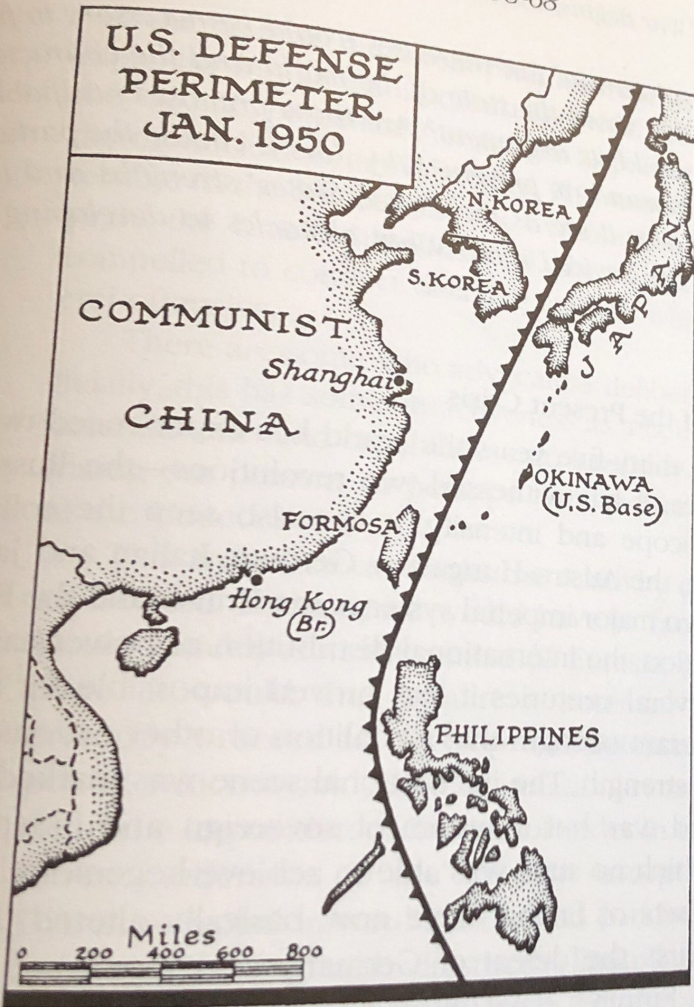 U.S. DEFENSE
PERIMETER
JAN. 1950
N. KOREA
S. KOREA
JAPAN
COMMUNIST
Shanghai
CHINA
OKINAWA
(U.S. Base)
FORMOSA
Hong Kong
(Br)
PHILIPPINES
Miles
0 200 400 600 800